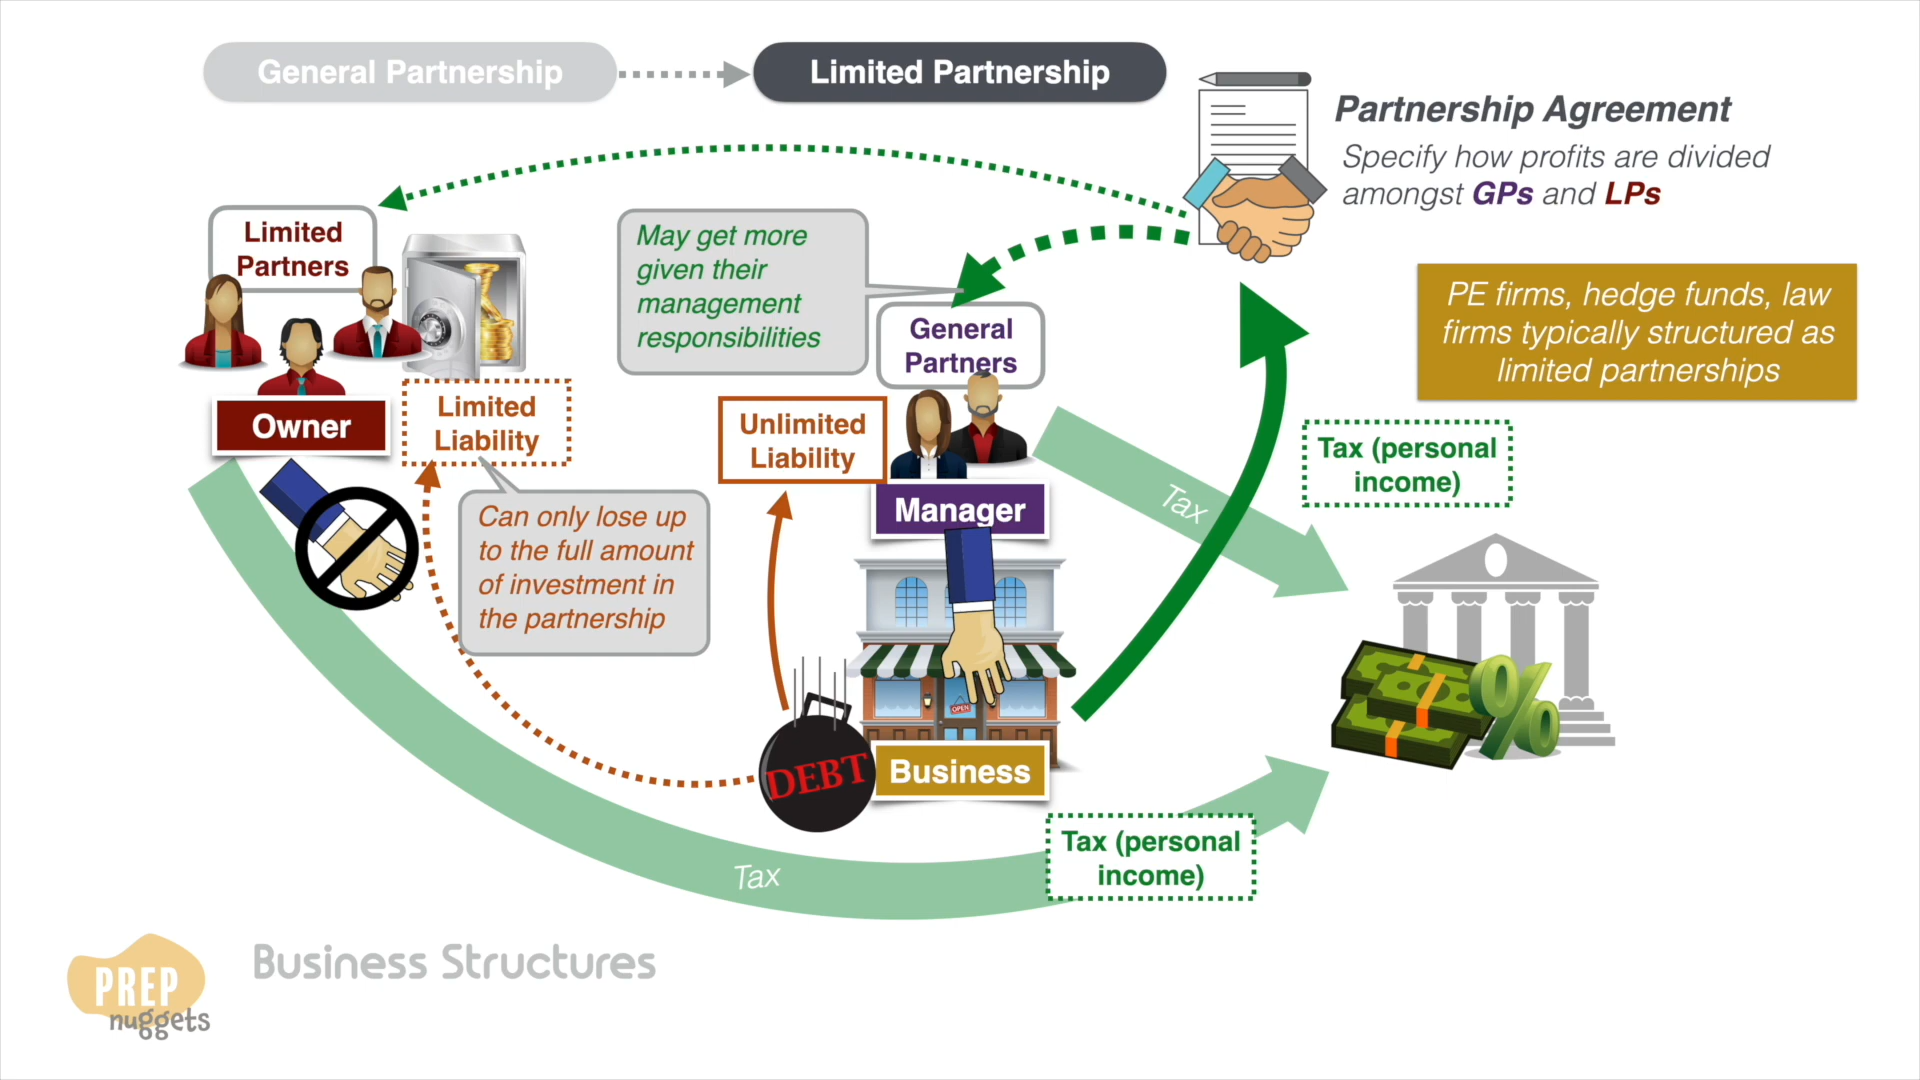 General Partnership
Limited Partnership
Partnership Agreement
Specify how profits are divided
amongst GPs and LPs
Limited
Partners
May get more
given their
management
responsibilities
General
Partners
PE firms, hedge funds, law
firms typically structured as
limited partnerships
Owner
Limited
Liability
Unlimited
Liability
Manager
Tax
Tax (personal
income)
Can only lose up
to the full amount
of investment in
the partnership
OPEN
DEBT
Business
Tax
Tax (personal
income)
PREP
nuggets
Business Structures